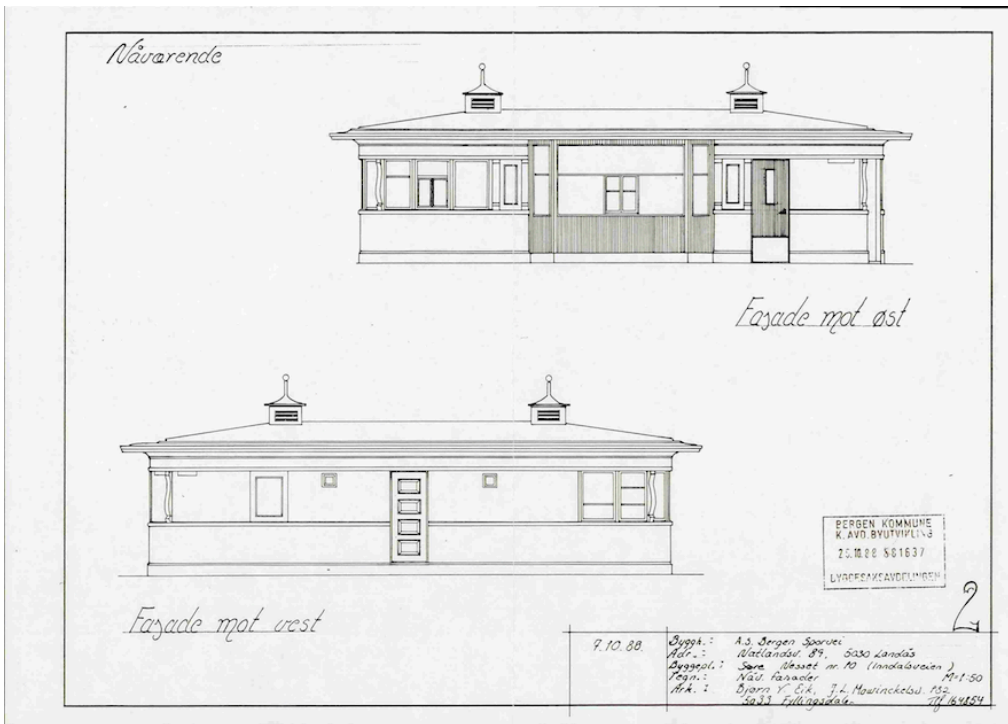 Nåværende
Fasade mot øst
Fasade mot vest
BERGEN KOMMUNE
K. AVD. BYUTVIKLING
25.10.88 881637
BYGGESAKSAVDELINGEN
2
7.10.88.
Byggh.: A.S. Bergen Sporvei
Adr.: Natlandsv. 89, 5030 Landås
Byggepl.: Søre Nesset nr. 10 (Inndalsveien)
Tegn.: Nåv. fasader M=1:50
Ark.: Bjørn Y. Eik, J.L. Mowinckelsv. 132
5033 Fyllingsdalen Tlf 164854